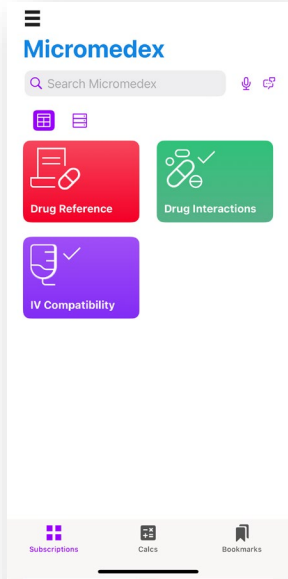 Micromedex
Search Micromedex
Drug Reference
Drug Interactions
IV Compatibility
Subscriptions
Calcs
Bookmarks